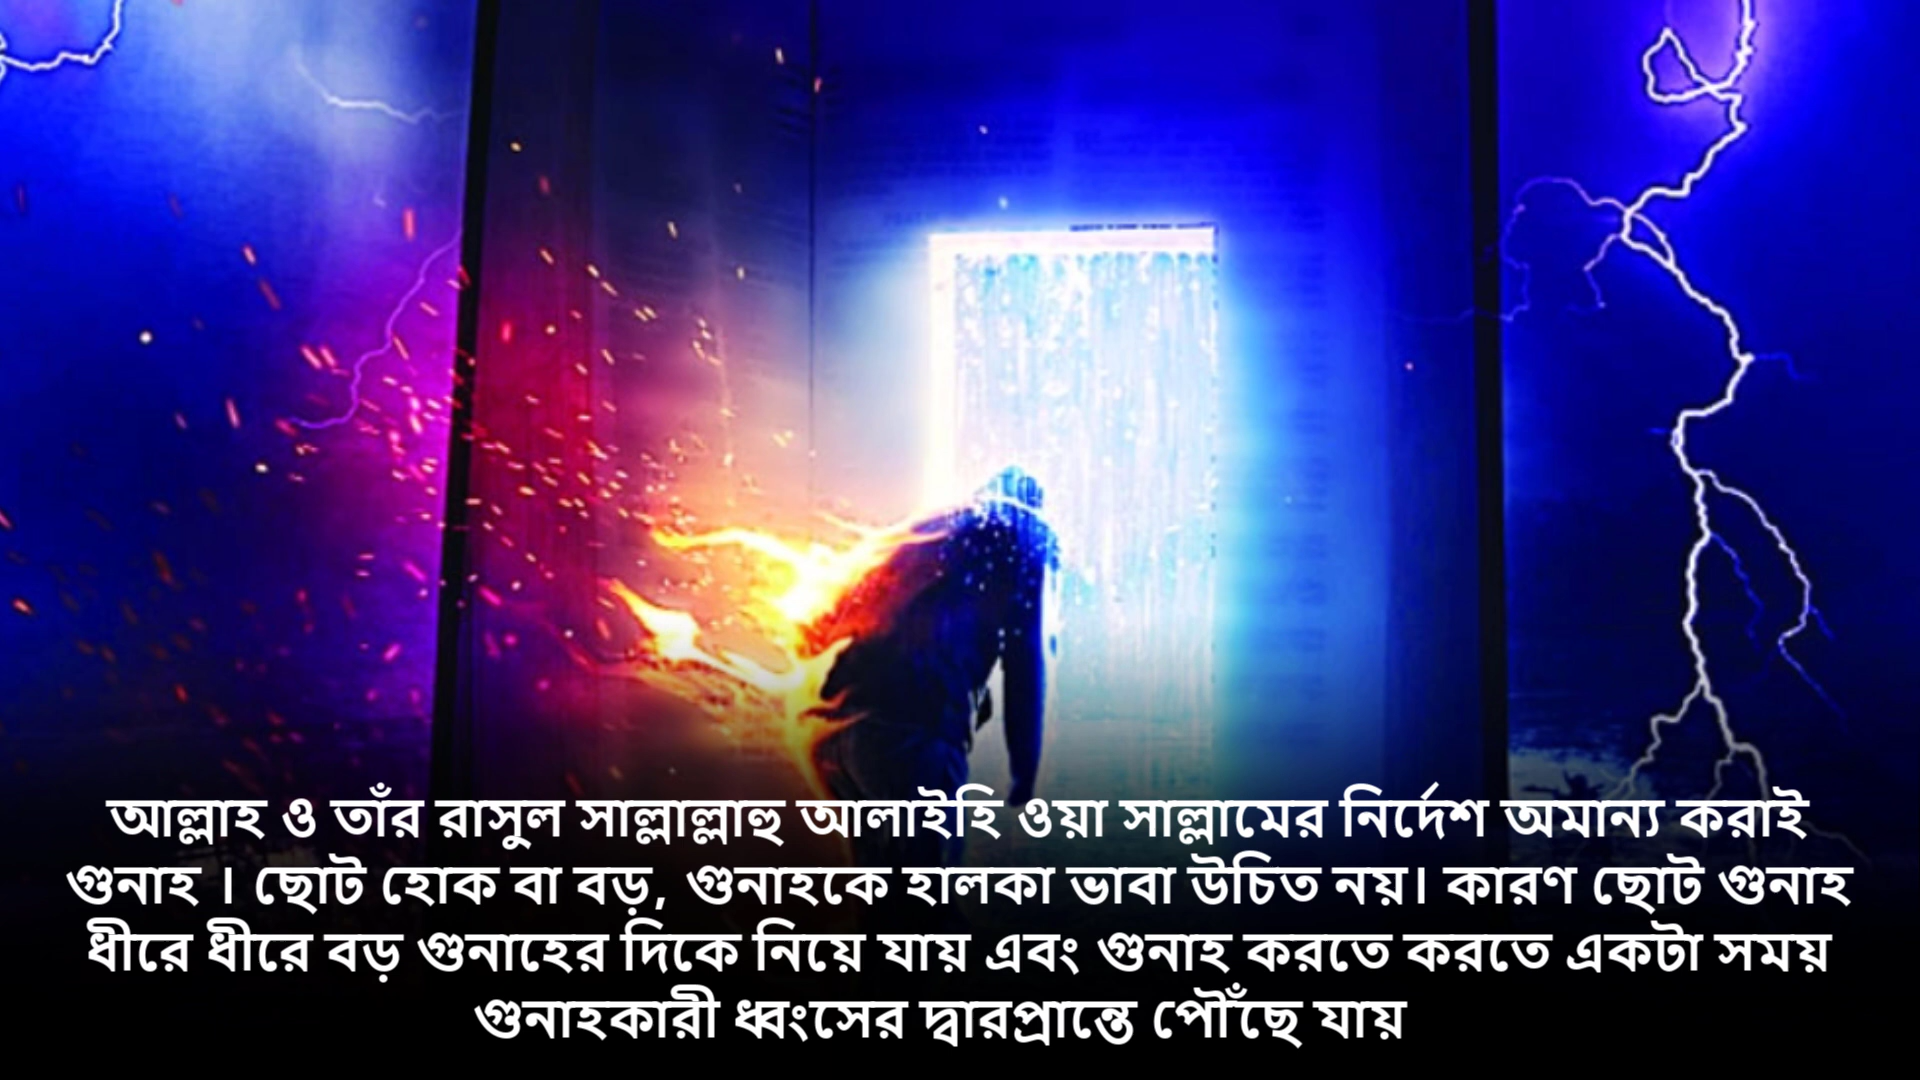 আল্লাহ ও তাঁর রাসুল সাল্লাল্লাহু আলাইহি ওয়া সাল্লামের নির্দেশ অমান্য করাই
গুনাহ । ছোট হোক বা বড়, গুনাহকে হালকা ভাবা উচিত নয়। কারণ ছোট গুনাহ
ধীরে ধীরে বড় গুনাহের দিকে নিয়ে যায় এবং গুনাহ করতে করতে একটা সময়
গুনাহকারী ধ্বংসের দ্বারপ্রান্তে পৌঁছে যায়